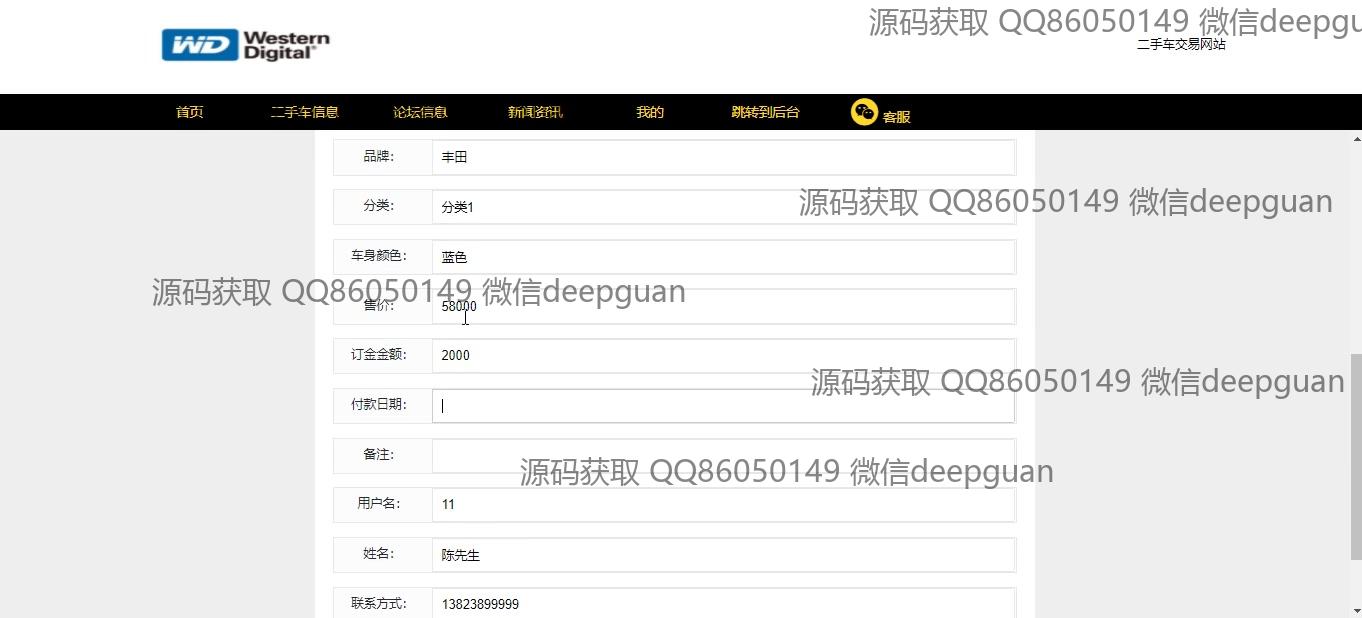 源码获取 QQ86050149 微信deepgu
WD Western Digital®
二手车交易网站
首页 二手车信息 论坛信息 新闻资讯 我的 跳转到后台 客服
品牌: 丰田
源码获取 QQ86050149 微信deepguan
分类: 分类1
车身颜色: 蓝色
源码获取 QQ86050149 微信deepguan
售价: 58000
订金金额: 2000
源码获取 QQ86050149 微信deepguan
付款日期:
备注:
源码获取 QQ86050149 微信deepguan
用户名: 11
姓名: 陈先生
联系方式: 13823899999